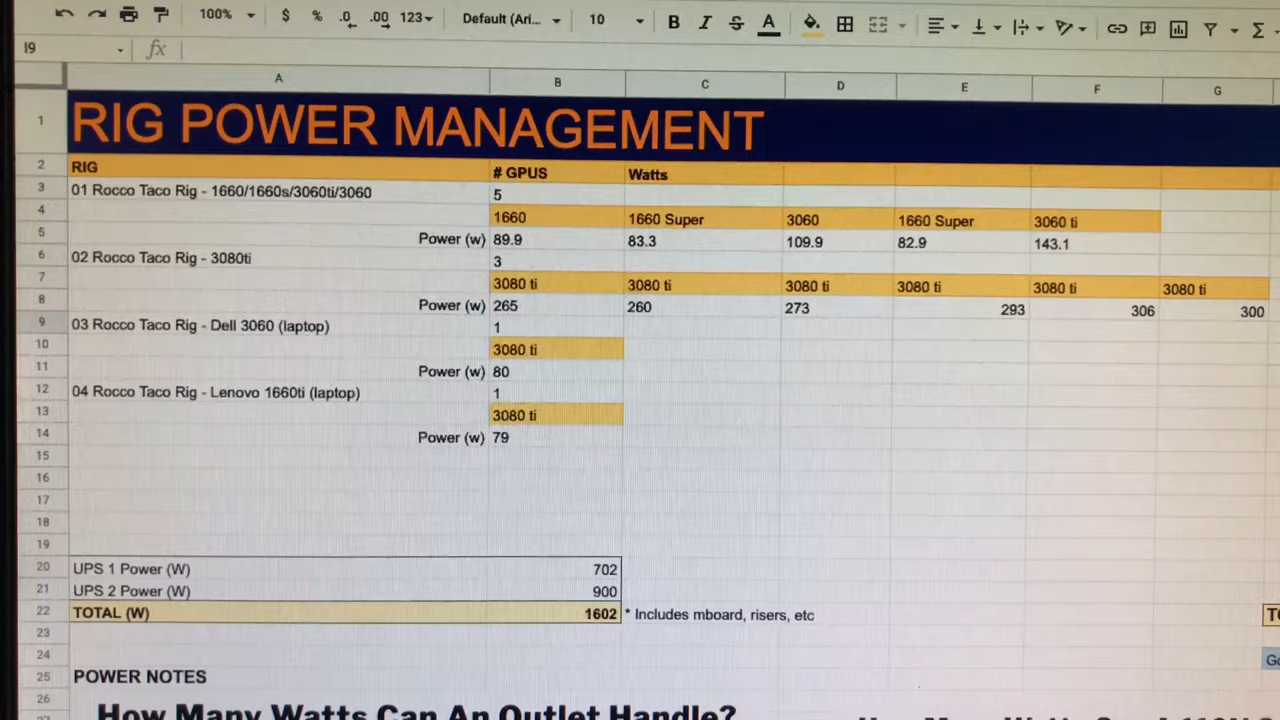 100% $ % .0 .00 123 Default (Ari... 10 B I S A
I9 fx
A B C D E F G
1 RIG POWER MANAGEMENT
2 RIG # GPUS Watts
3 01 Rocco Taco Rig - 1660/1660s/3060ti/3060 5
4 1660 1660 Super 3060 1660 Super 3060 ti
5 Power (w) 89.9 83.3 109.9 82.9 143.1
6 02 Rocco Taco Rig - 3080ti 3
7 3080 ti 3080 ti 3080 ti 3080 ti 3080 ti 3080 ti
8 Power (w) 265 260 273 293 306 300
9 03 Rocco Taco Rig - Dell 3060 (laptop) 1
10 3080 ti
11 Power (w) 80
12 04 Rocco Taco Rig - Lenovo 1660ti (laptop) 1
13 3080 ti
14 Power (w) 79
15
16
17
18
19
20 UPS 1 Power (W) 702
21 UPS 2 Power (W) 900
22 TOTAL (W) 1602 * Includes mboard, risers, etc
23
24
25 POWER NOTES
26 How Many Watts Can An Outlet Handle?